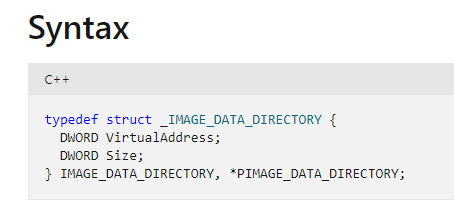 Syntax
C++
typedef struct _IMAGE_DATA_DIRECTORY {
  DWORD VirtualAddress;
  DWORD Size;
} IMAGE_DATA_DIRECTORY, *PIMAGE_DATA_DIRECTORY;